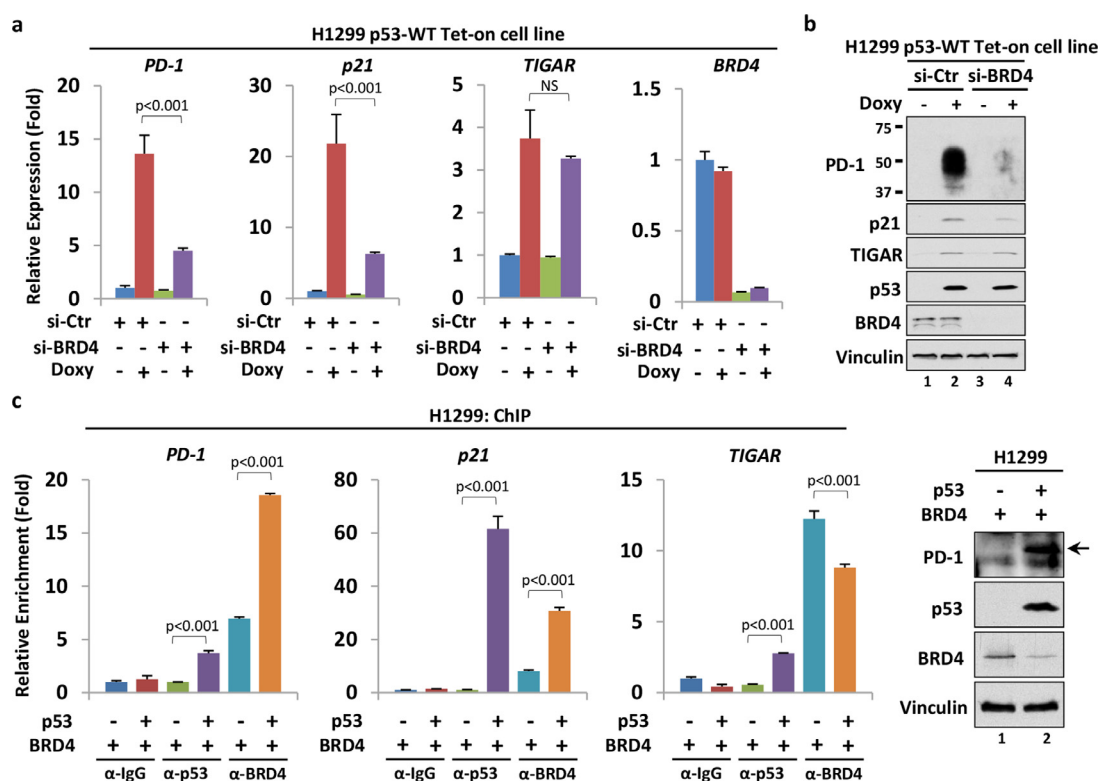 a
H1299 p53-WT Tet-on cell line
PD-1 p21 TIGAR BRD4
Relative Expression (Fold)
20
15
10
5
0
p<0.001
30
20
10
0
p<0.001
5
4
3
2
1
0
NS
1.5
1
0.5
0
si-Ctr + + - - si-Ctr + + - - si-Ctr + + - - si-Ctr + + - -
si-BRD4 - - + + si-BRD4 - - + + si-BRD4 - - + + si-BRD4 - - + +
Doxy - + - + Doxy - + - + Doxy - + - + Doxy - + - +
b
H1299 p53-WT Tet-on cell line
si-Ctr si-BRD4
Doxy - + - +
75
PD-1 50
37
p21
TIGAR
p53
BRD4
Vinculin
1 2 3 4
c
H1299: ChIP
PD-1 p21 TIGAR
Relative Enrichment (Fold)
20
15
10
5
0
p<0.001
p<0.001
80
60
40
20
0
p<0.001
p<0.001
15
10
5
0
p<0.001
p<0.001
p53 - + - + - + p53 - + - + - + p53 - + - + - +
BRD4 + + + + + + BRD4 + + + + + + BRD4 + + + + + +
α-IgG α-p53 α-BRD4 α-IgG α-p53 α-BRD4 α-IgG α-p53 α-BRD4
H1299
p53 - +
BRD4 + +
PD-1
p53
BRD4
Vinculin
1 2